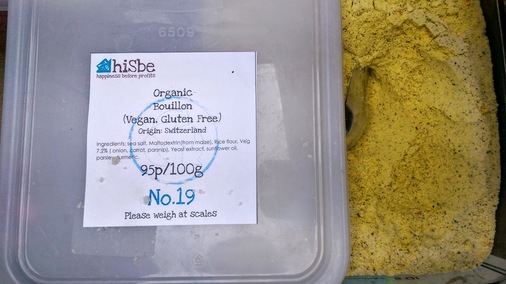 6509
hiSbe
happiness before profits
Organic
Bouillon
(Vegan, Gluten Free)
Origin: Switzerland
Ingredients: sea salt, Maltodextrin(from maize), Rice flour, Veg
7.2% ( onion, carrot, parsnip), Yeast extract, sunflower oil,
parsley, turmeric.
95p/100g
No.19
Please weigh at scales